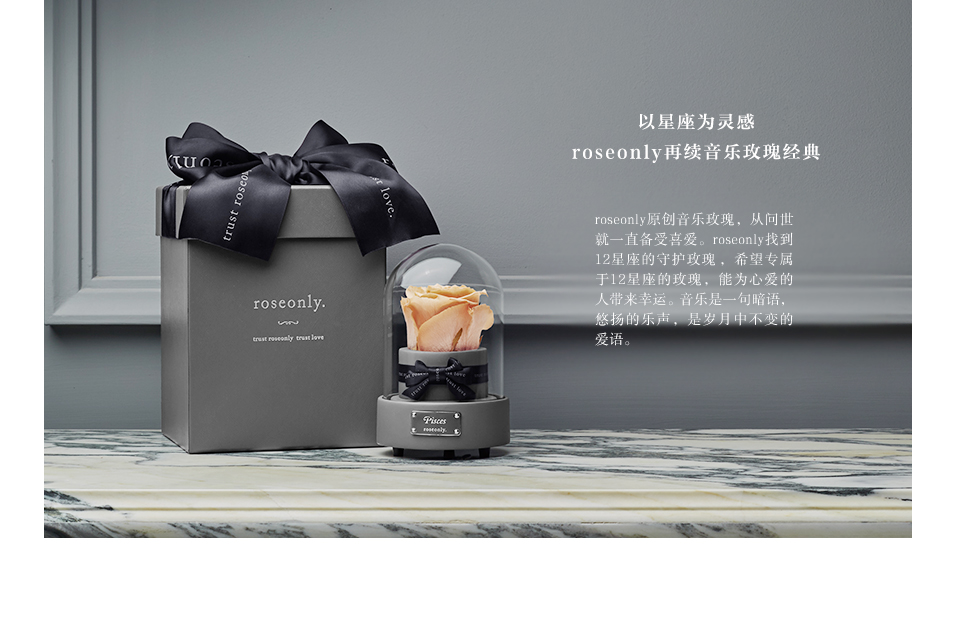 以星座为灵感
roseonly再续音乐玫瑰经典
roseonly原创音乐玫瑰，从问世
就一直备受喜爱。roseonly找到
12星座的守护玫瑰，希望专属
于12星座的玫瑰，能为心爱的
人带来幸运。音乐是一句暗语，
悠扬的乐声，是岁月中不变的
爱语。
trust roseo
st love.
roseonly.
trust roseonly trust love
trust love
Pisces
roseonly.